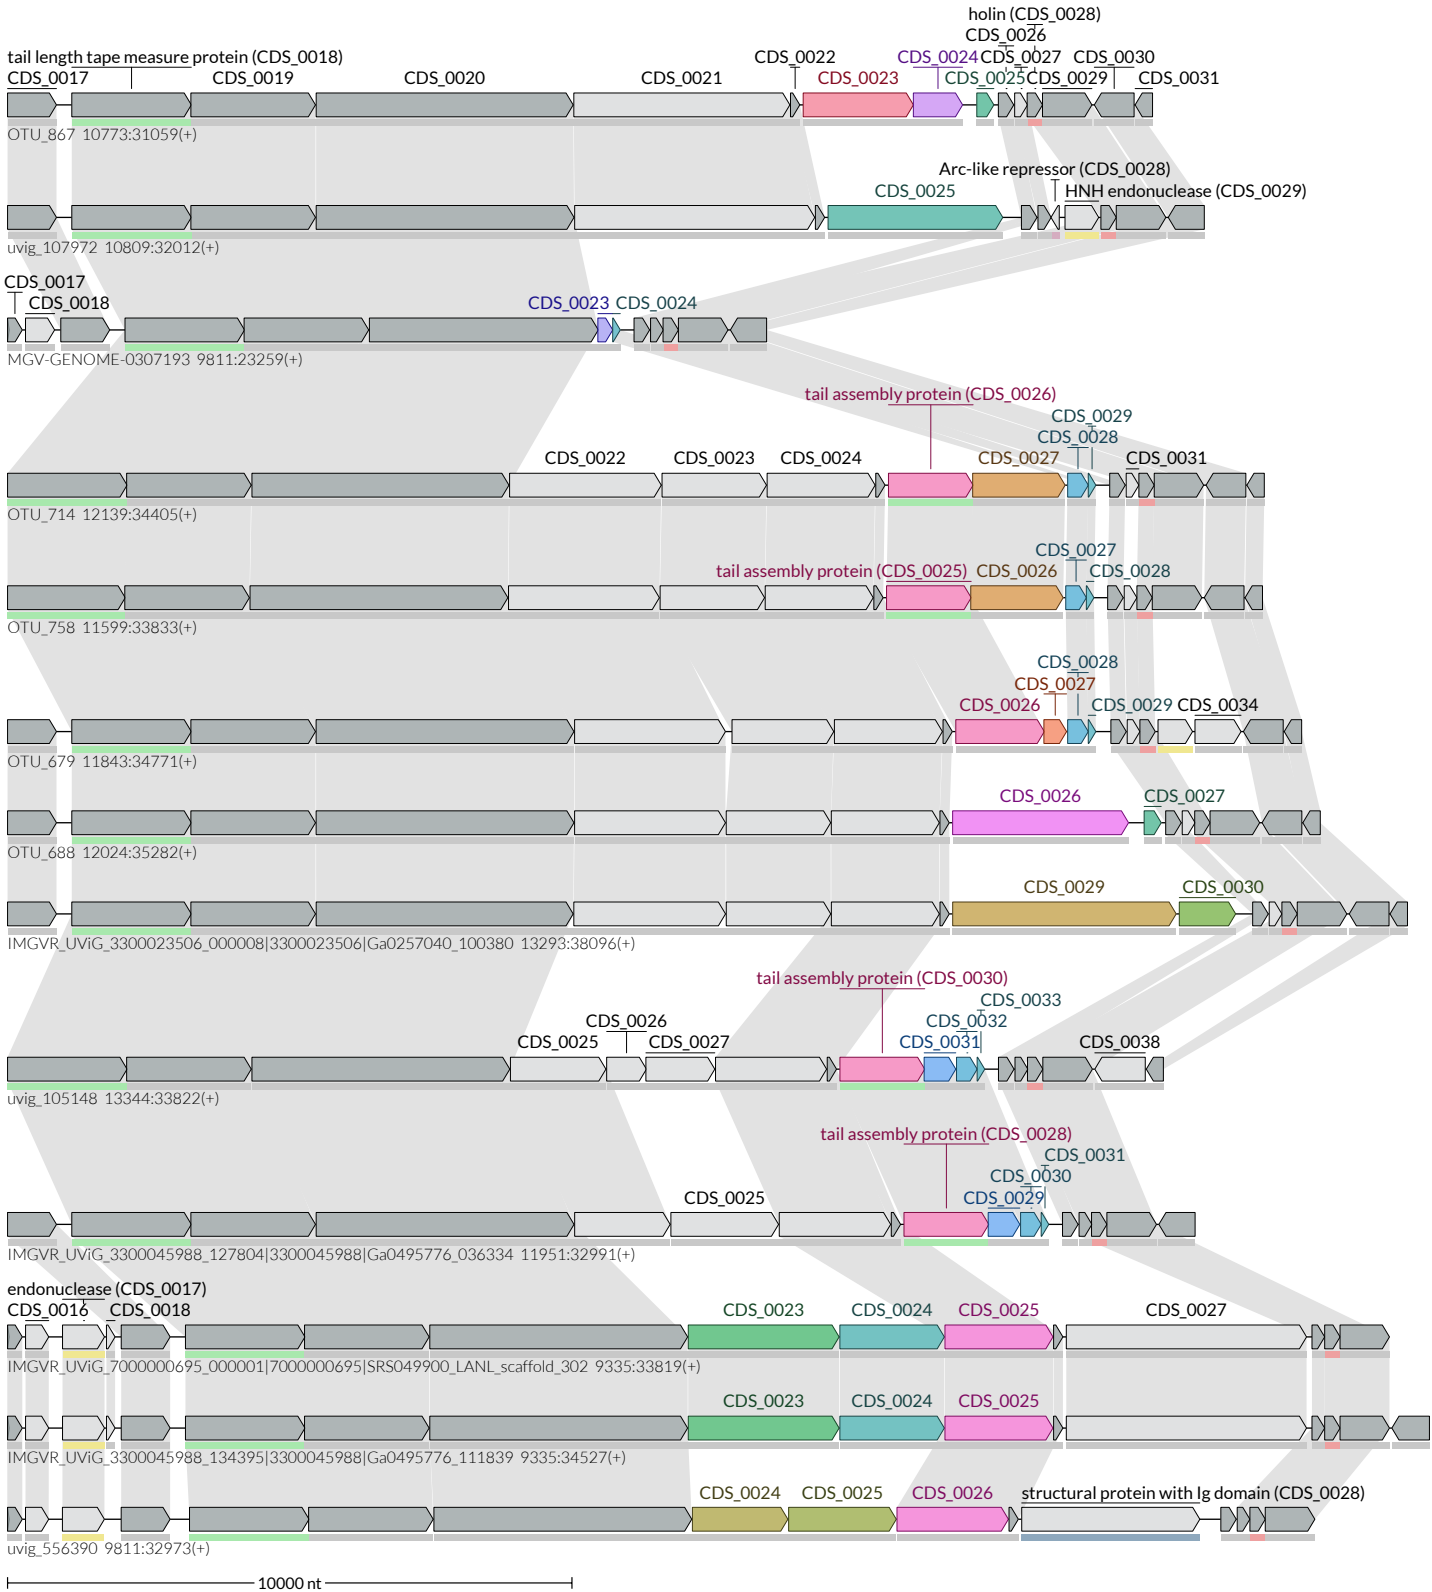 holin (CDS_0028)
CDS_0026
tail length tape measure protein (CDS_0018) CDS_0022 CDS_0024 CDS_0027 CDS_0030
CDS_0017 CDS_0019 CDS_0020 CDS_0021 CDS_0023 CDS_0025 CDS_0029 CDS_0031
OTU_867 10773:31059(+)
Arc-like repressor (CDS_0028)
CDS_0025 HNH endonuclease (CDS_0029)
uvig_107972 10809:32012(+)
CDS_0017
CDS_0018 CDS_0023 CDS_0024
MGV-GENOME-0307193 9811:23259(+)
tail assembly protein (CDS_0026)
CDS_0029
CDS_0028
CDS_0022 CDS_0023 CDS_0024 CDS_0027 CDS_0031
OTU_714 12139:34405(+)
CDS_0027
tail assembly protein (CDS_0025) CDS_0026 CDS_0028
OTU_758 11599:33833(+)
CDS_0028
CDS_0027
CDS_0026 CDS_0029 CDS_0034
OTU_679 11843:34771(+)
CDS_0026 CDS_0027
OTU_688 12024:35282(+)
CDS_0029 CDS_0030
IMGVR_UViG_3300023506_000008|3300023506|Ga0257040_100380 13293:38096(+)
tail assembly protein (CDS_0030)
CDS_0033
CDS_0026 CDS_0032
CDS_0025 CDS_0027 CDS_0031 CDS_0038
uvig_105148 13344:33822(+)
tail assembly protein (CDS_0028)
CDS_0031
CDS_0030
CDS_0025 CDS_0029
IMGVR_UViG_3300045988_127804|3300045988|Ga0495776_036334 11951:32991(+)
endonuclease (CDS_0017)
CDS_0016 CDS_0018 CDS_0023 CDS_0024 CDS_0025 CDS_0027
IMGVR_UViG_7000000695_000001|7000000695|SRS049900_LANL_scaffold_302 9335:33819(+)
CDS_0023 CDS_0024 CDS_0025
IMGVR_UViG_3300045988_134395|3300045988|Ga0495776_111839 9335:34527(+)
CDS_0024 CDS_0025 CDS_0026 structural protein with Ig domain (CDS_0028)
uvig_556390 9811:32973(+)
10000 nt